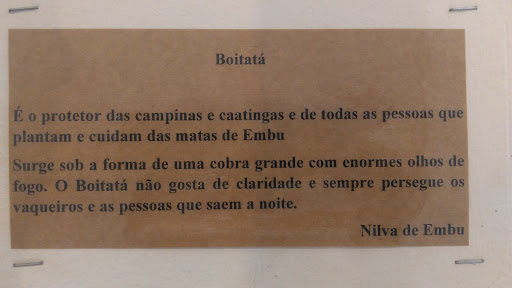 Boitatá
É o protetor das campinas e caatingas e de todas as pessoas que
plantam e cuidam das matas de Embu
Surge sob a forma de uma cobra grande com enormes olhos de
fogo. O Boitatá não gosta de claridade e sempre persegue os
vaqueiros e as pessoas que saem a noite.
Nilva de Embu